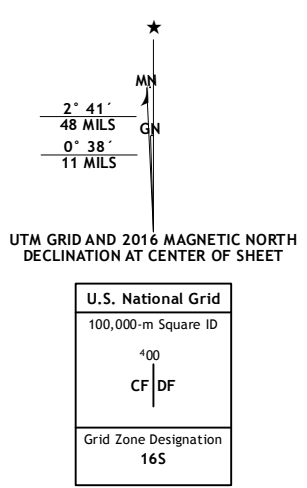 ★
MN
2° 41´
48 MILS
GN
0° 38´
11 MILS
UTM GRID AND 2016 MAGNETIC NORTH
DECLINATION AT CENTER OF SHEET
U.S. National Grid
100,000-m Square ID
⁴00
CF DF
Grid Zone Designation
16S